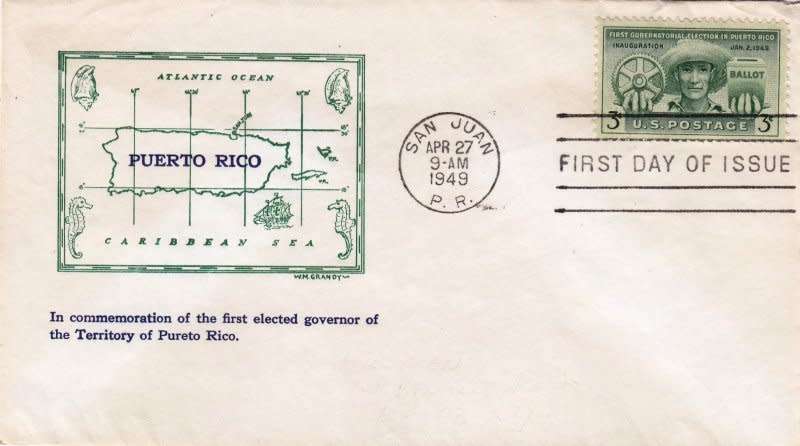 FIRST GUBERNATORIAL ELECTION IN PUERTO RICO
INAUGURATION JAN. 2, 1949
BALLOT
3¢ U.S. POSTAGE 3¢
ATLANTIC OCEAN
PUERTO RICO
CARIBBEAN SEA
W.M. GRANDY
SAN JUAN
APR 27
9-AM
1949
P. R.
FIRST DAY OF ISSUE
In commemoration of the first elected governor of
the Territory of Pureto Rico.